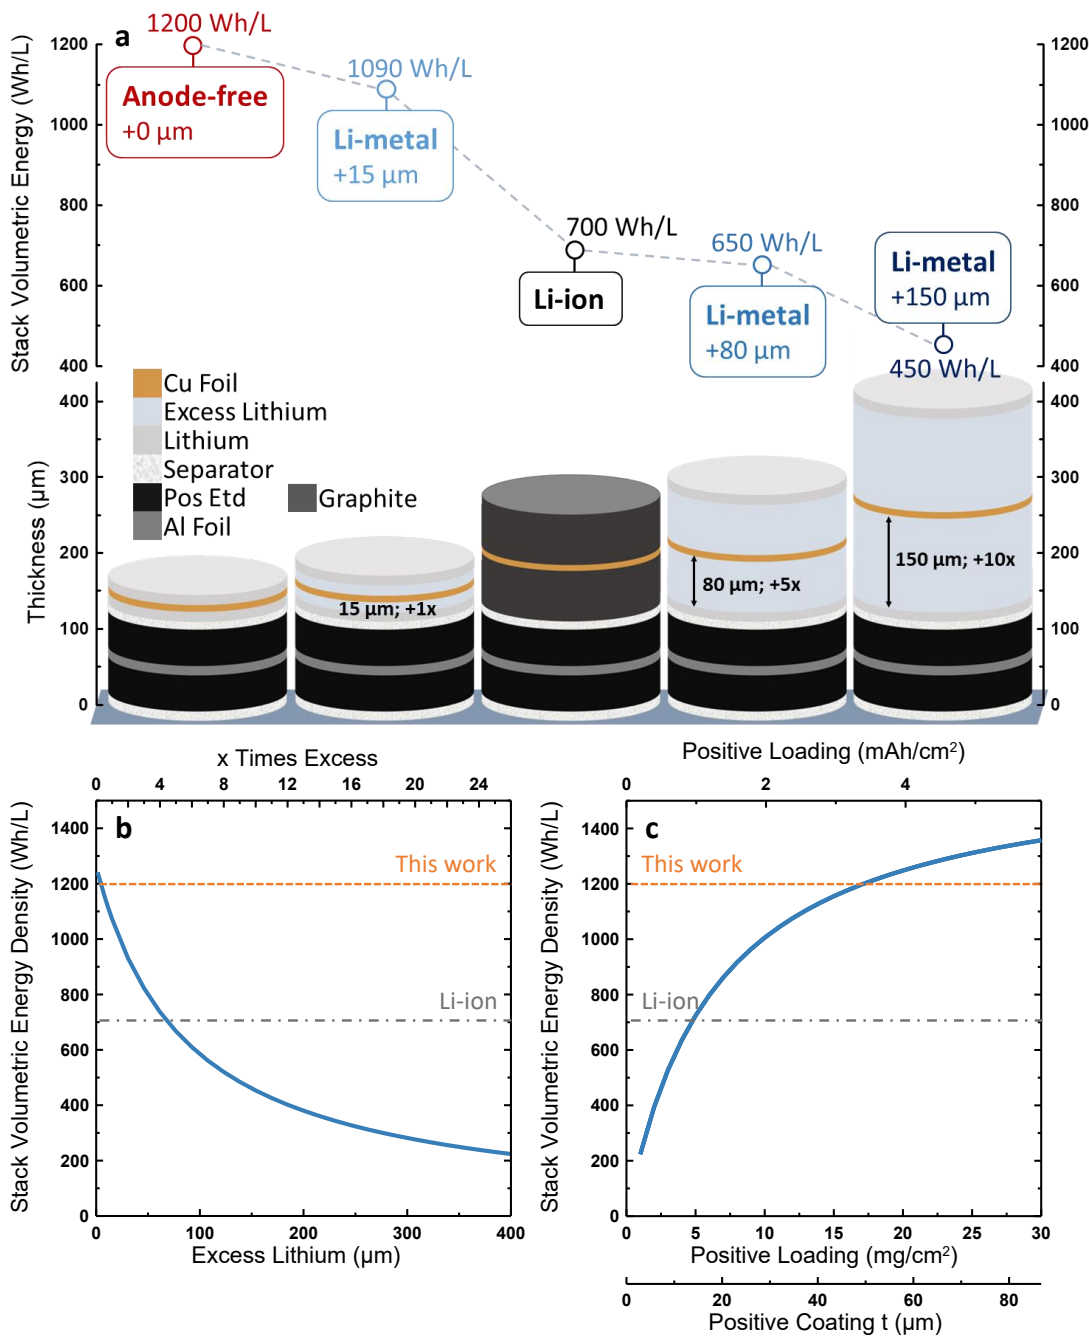 a
1200 Wh/L
Anode-free
+0 µm
1090 Wh/L
Li-metal
+15 µm
700 Wh/L
Li-ion
650 Wh/L
Li-metal
+80 µm
Li-metal
+150 µm
450 Wh/L
Stack Volumetric Energy (Wh/L)
1200
1000
800
600
400
1200
1000
800
600
400
Cu Foil
Excess Lithium
Lithium
Separator
Pos Etd
Al Foil
Graphite
Thickness (µm)
400
300
200
100
0
400
300
200
100
0
15 µm; +1x
80 µm; +5x
150 µm; +10x
x Times Excess
0 4 8 12 16 20 24
b
This work
Li-ion
Stack Volumetric Energy Density (Wh/L)
1400
1200
1000
800
600
400
200
0
0 100 200 300 400
Excess Lithium (µm)
Positive Loading (mAh/cm²)
0 2 4
c
This work
Li-ion
Stack Volumetric Energy Density (Wh/L)
1400
1200
1000
800
600
400
200
0
0 10 20 30
Positive Loading (mg/cm²)
0 20 40 60 80
Positive Coating t (µm)